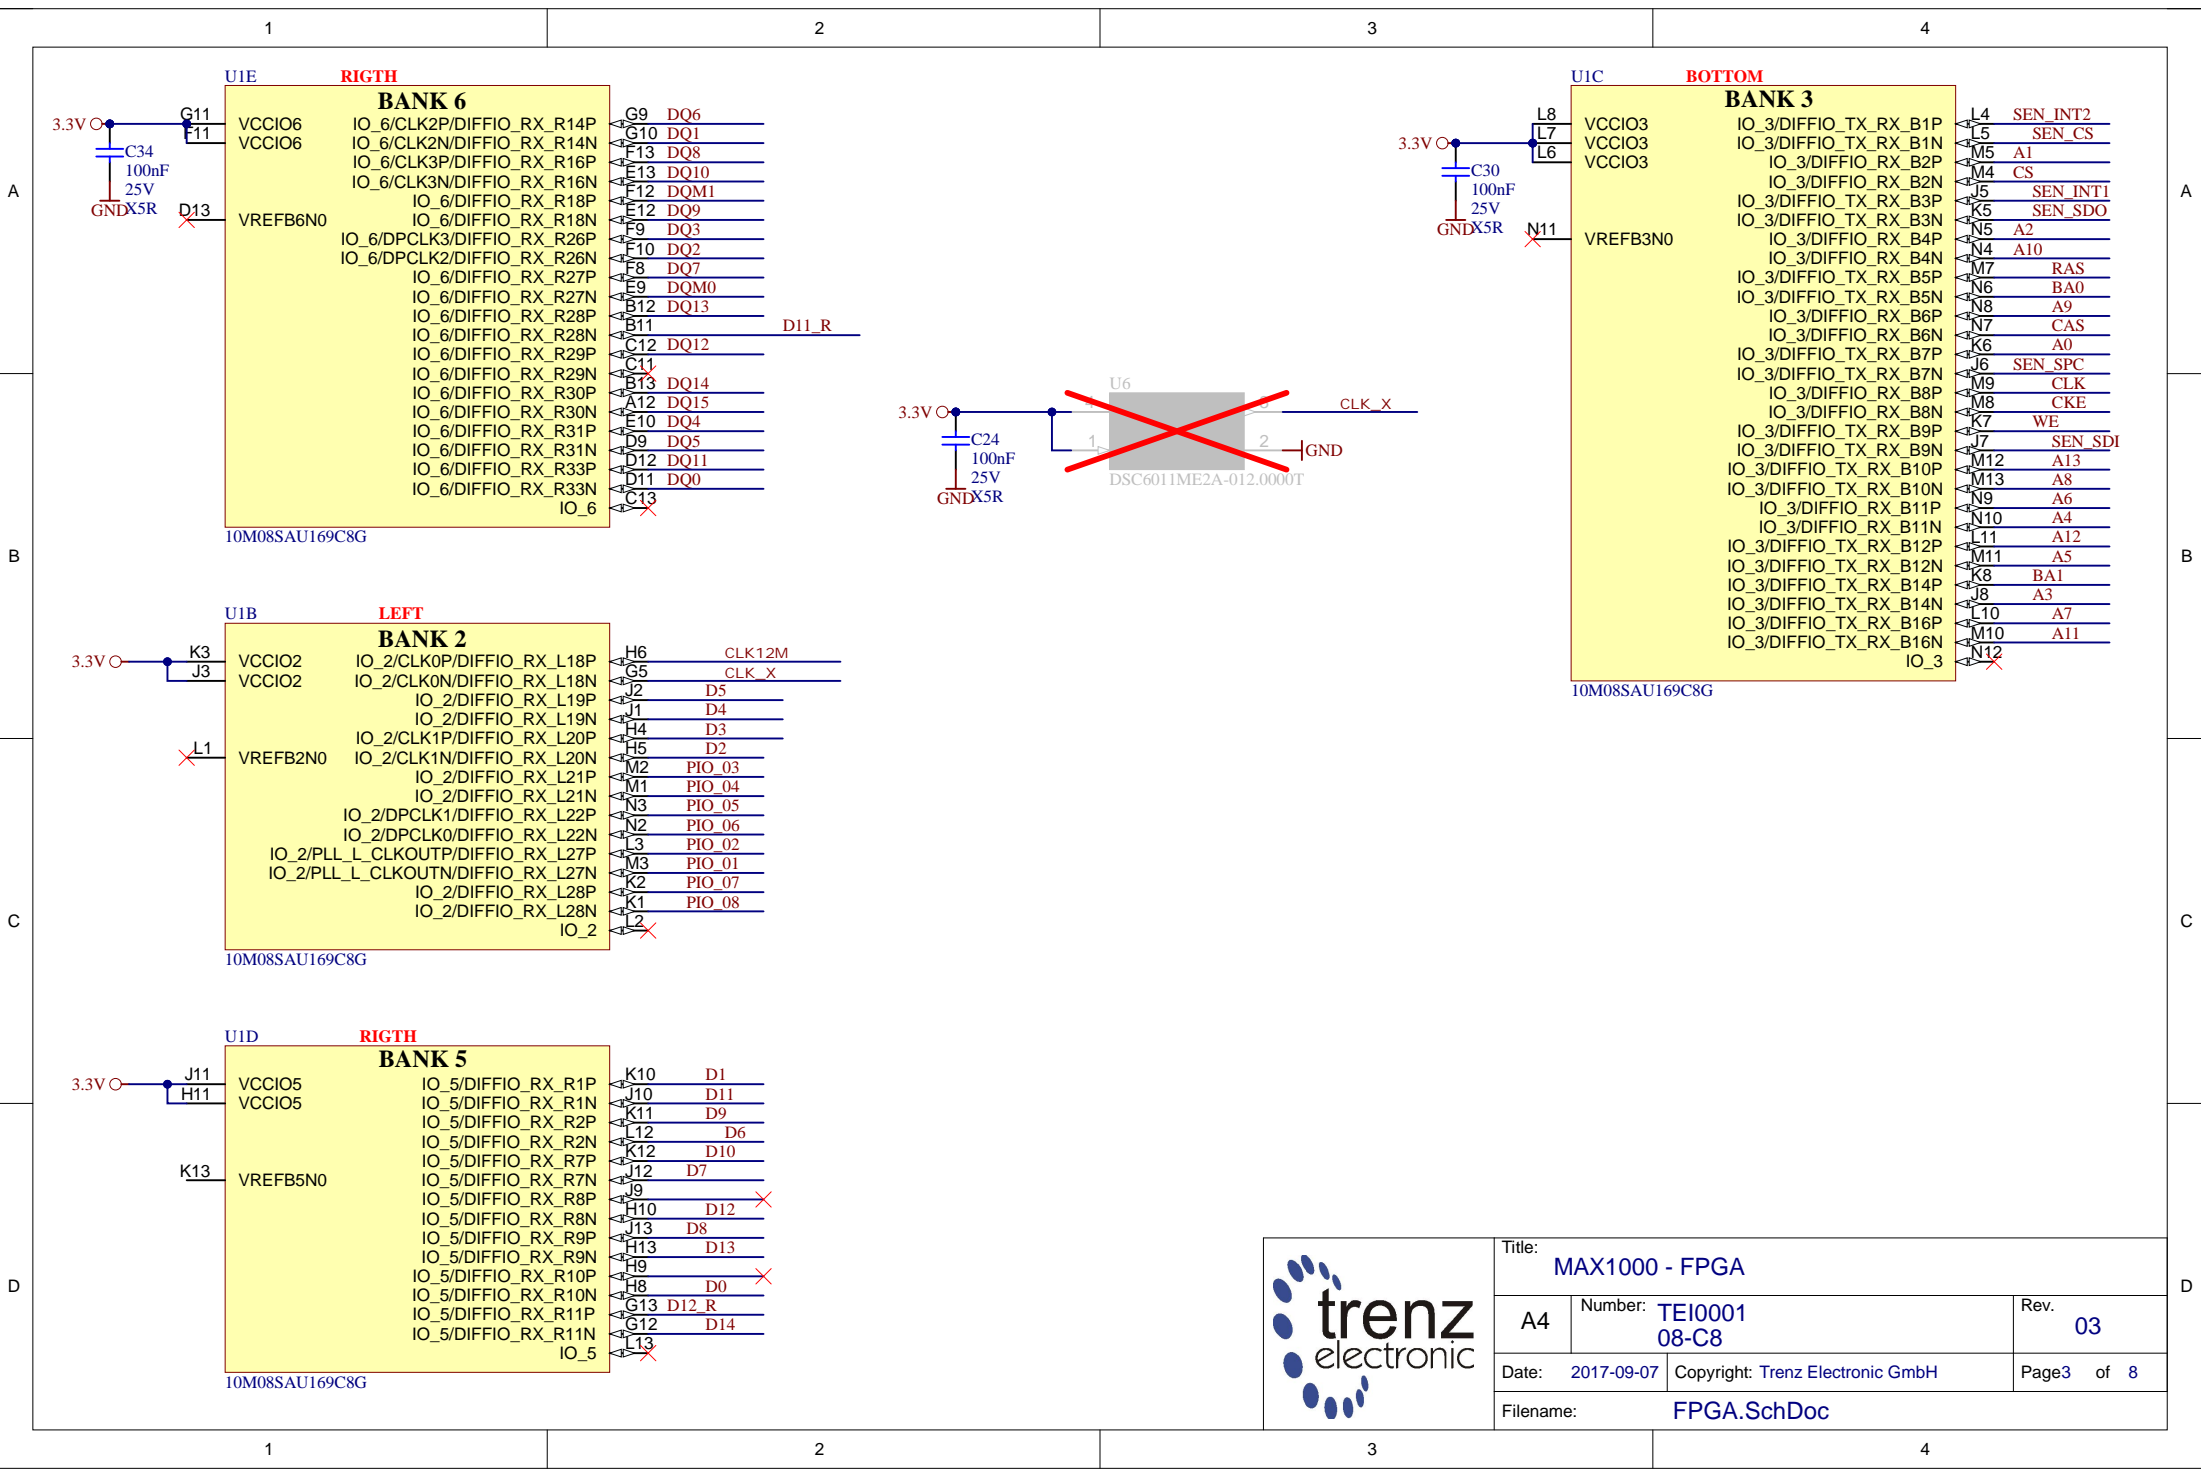 1 2 3 4
A
B
C
D
U1E RIGTH
BANK 6
3.3V
G11 VCCIO6
F11 VCCIO6
C34
100nF
25V
X5R
GND
D13 VREFB6N0
IO_6/CLK2P/DIFFIO_RX_R14P G9 DQ6
IO_6/CLK2N/DIFFIO_RX_R14N G10 DQ1
IO_6/CLK3P/DIFFIO_RX_R16P F13 DQ8
IO_6/CLK3N/DIFFIO_RX_R16N E13 DQ10
IO_6/DIFFIO_RX_R18P F12 DQM1
IO_6/DIFFIO_RX_R18N E12 DQ9
IO_6/DPCLK3/DIFFIO_RX_R26P F9 DQ3
IO_6/DPCLK2/DIFFIO_RX_R26N F10 DQ2
IO_6/DIFFIO_RX_R27P F8 DQ7
IO_6/DIFFIO_RX_R27N E9 DQM0
IO_6/DIFFIO_RX_R28P B12 DQ13
IO_6/DIFFIO_RX_R28N B11 D11_R
IO_6/DIFFIO_RX_R29P C12 DQ12
IO_6/DIFFIO_RX_R29N C11
IO_6/DIFFIO_RX_R30P B13 DQ14
IO_6/DIFFIO_RX_R30N A12 DQ15
IO_6/DIFFIO_RX_R31P E10 DQ4
IO_6/DIFFIO_RX_R31N D9 DQ5
IO_6/DIFFIO_RX_R33P D12 DQ11
IO_6/DIFFIO_RX_R33N D11 DQ0
IO_6 C13
10M08SAU169C8G
U1B LEFT
BANK 2
3.3V
K3 VCCIO2
J3 VCCIO2
L1 VREFB2N0
IO_2/CLK0P/DIFFIO_RX_L18P H6 CLK12M
IO_2/CLK0N/DIFFIO_RX_L18N G5 CLK_X
IO_2/DIFFIO_RX_L19P J2 D5
IO_2/DIFFIO_RX_L19N J1 D4
IO_2/CLK1P/DIFFIO_RX_L20P H4 D3
IO_2/CLK1N/DIFFIO_RX_L20N H5 D2
IO_2/DIFFIO_RX_L21P M2 PIO_03
IO_2/DIFFIO_RX_L21N M1 PIO_04
IO_2/DPCLK1/DIFFIO_RX_L22P N3 PIO_05
IO_2/DPCLK0/DIFFIO_RX_L22N N2 PIO_06
IO_2/PLL_L_CLKOUTP/DIFFIO_RX_L27P L3 PIO_02
IO_2/PLL_L_CLKOUTN/DIFFIO_RX_L27N M3 PIO_01
IO_2/DIFFIO_RX_L28P K2 PIO_07
IO_2/DIFFIO_RX_L28N K1 PIO_08
IO_2 L2
10M08SAU169C8G
U1D RIGTH
BANK 5
3.3V
J11 VCCIO5
H11 VCCIO5
K13 VREFB5N0
IO_5/DIFFIO_RX_R1P K10 D1
IO_5/DIFFIO_RX_R1N J10 D11
IO_5/DIFFIO_RX_R2P K11 D9
IO_5/DIFFIO_RX_R2N L12 D6
IO_5/DIFFIO_RX_R7P K12 D10
IO_5/DIFFIO_RX_R7N J12 D7
IO_5/DIFFIO_RX_R8P J9
IO_5/DIFFIO_RX_R8N H10 D12
IO_5/DIFFIO_RX_R9P J13 D8
IO_5/DIFFIO_RX_R9N H13 D13
IO_5/DIFFIO_RX_R10P H9
IO_5/DIFFIO_RX_R10N H8 D0
IO_5/DIFFIO_RX_R11P G13 D12_R
IO_5/DIFFIO_RX_R11N G12 D14
IO_5 L13
10M08SAU169C8G
U6
3.3V
CLK_X
1
2 GND
DSC6011ME2A-012.0000T
C24
100nF
25V
X5R
GND
U1C BOTTOM
BANK 3
3.3V
L8 VCCIO3
L7 VCCIO3
L6 VCCIO3
C30
100nF
25V
X5R
GND
N11 VREFB3N0
IO_3/DIFFIO_TX_RX_B1P L4 SEN_INT2
IO_3/DIFFIO_TX_RX_B1N L5 SEN_CS
IO_3/DIFFIO_TX_RX_B2P M5 A1
IO_3/DIFFIO_TX_RX_B2N M4 CS
IO_3/DIFFIO_TX_RX_B3P J5 SEN_INT1
IO_3/DIFFIO_TX_RX_B3N K5 SEN_SDO
IO_3/DIFFIO_TX_RX_B4P N5 A2
IO_3/DIFFIO_TX_RX_B4N N4 A10
IO_3/DIFFIO_TX_RX_B5P M7 RAS
IO_3/DIFFIO_TX_RX_B5N N6 BA0
IO_3/DIFFIO_TX_RX_B6P N8 A9
IO_3/DIFFIO_TX_RX_B6N N7 CAS
IO_3/DIFFIO_TX_RX_B7P K6 A0
IO_3/DIFFIO_TX_RX_B7N J6 SEN_SPC
IO_3/DIFFIO_TX_RX_B8P M9 CLK
IO_3/DIFFIO_TX_RX_B8N M8 CKE
IO_3/DIFFIO_TX_RX_B9P K7 WE
IO_3/DIFFIO_TX_RX_B9N J7 SEN_SDI
IO_3/DIFFIO_TX_RX_B10P M12 A13
IO_3/DIFFIO_TX_RX_B10N M13 A8
IO_3/DIFFIO_TX_RX_B11P N9 A6
IO_3/DIFFIO_TX_RX_B11N N10 A4
IO_3/DIFFIO_TX_RX_B12P L11 A12
IO_3/DIFFIO_TX_RX_B12N M11 A5
IO_3/DIFFIO_TX_RX_B14P K8 BA1
IO_3/DIFFIO_TX_RX_B14N J8 A3
IO_3/DIFFIO_TX_RX_B16P L10 A7
IO_3/DIFFIO_TX_RX_B16N M10 A11
IO_3 N12
10M08SAU169C8G
A
B
C
D
trenz
electronic
Title:
MAX1000 - FPGA
A4 Number: TEI0001
08-C8
Rev.
03
Date: 2017-09-07 Copyright: Trenz Electronic GmbH Page3 of 8
Filename: FPGA.SchDoc
1 2 3 4